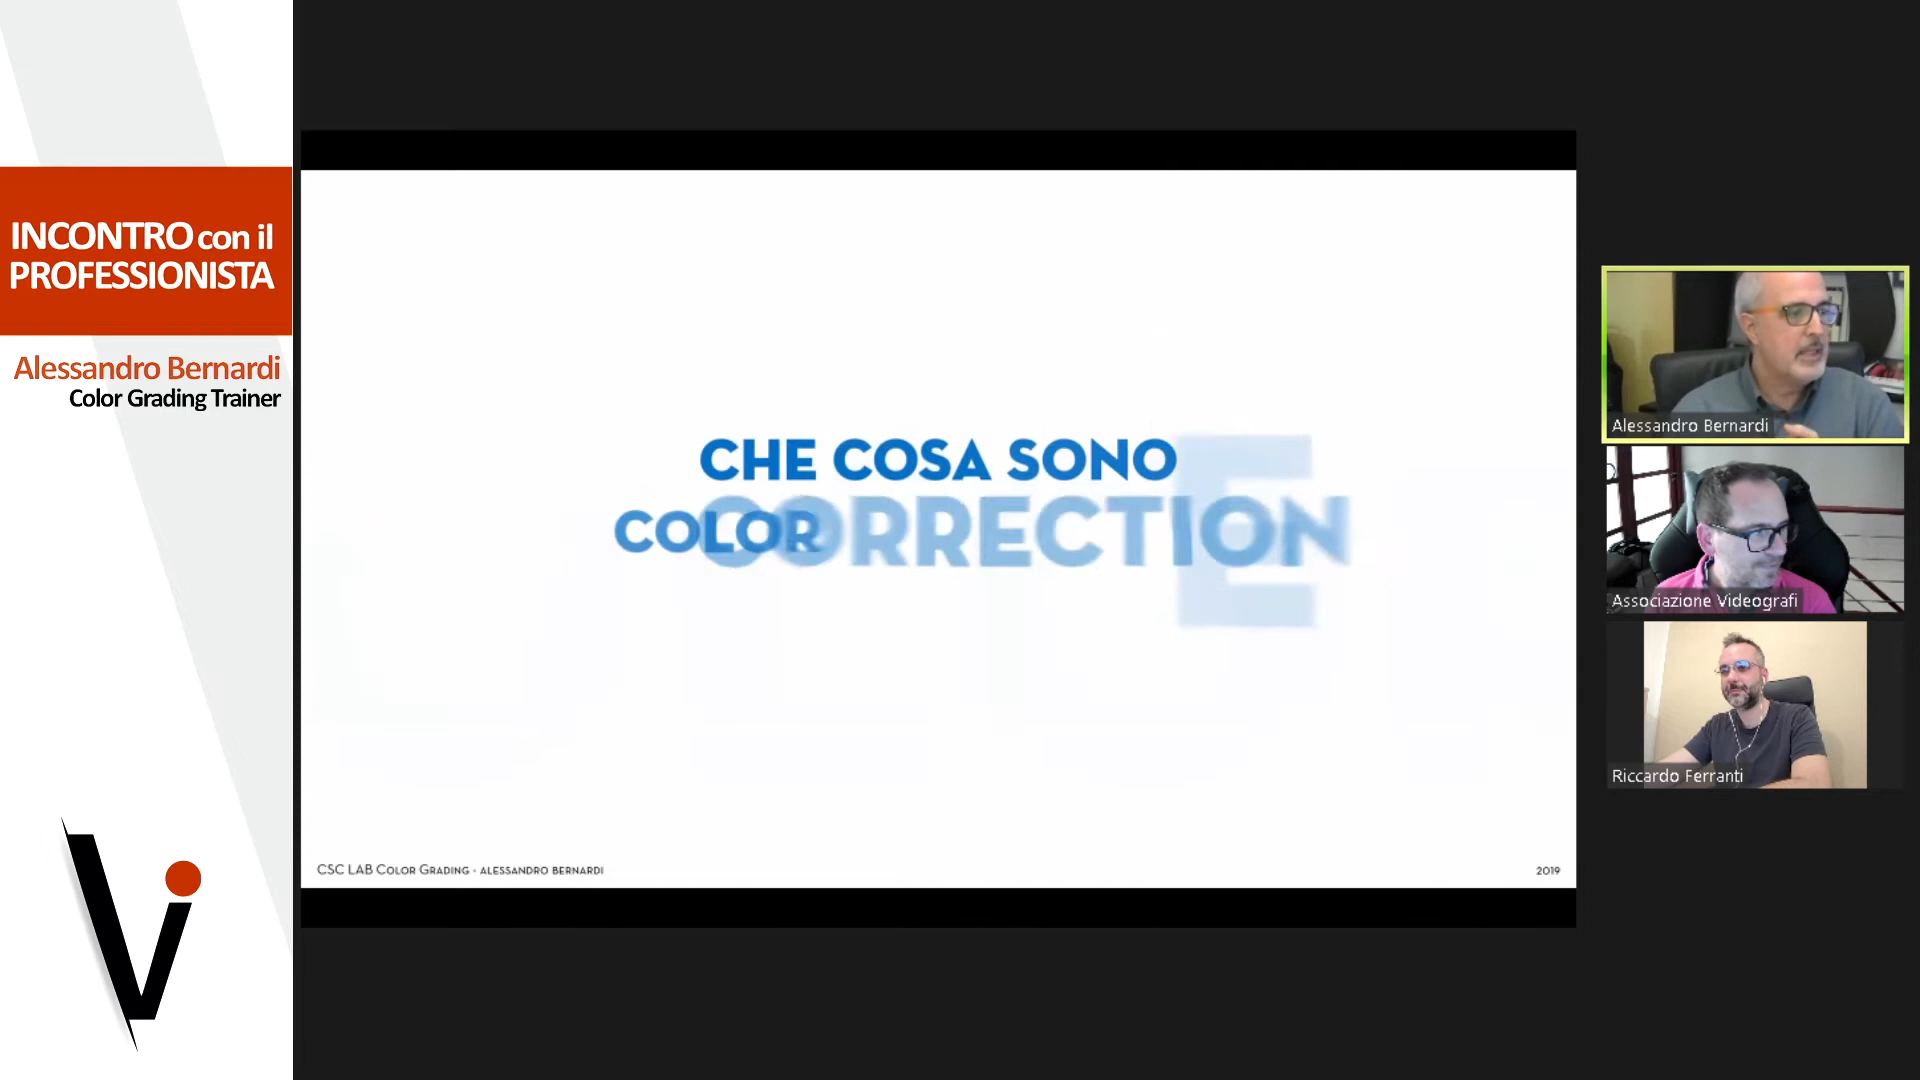 INCONTRO con il
PROFESSIONISTA
Alessandro Bernardi
Color Grading Trainer
CHE COSA SONO
COLOR CORRECTION E
CSC LAB COLOR GRADING - ALESSANDRO BERNARDI
2019
Alessandro Bernardi
Associazione Videografi
Riccardo Ferranti